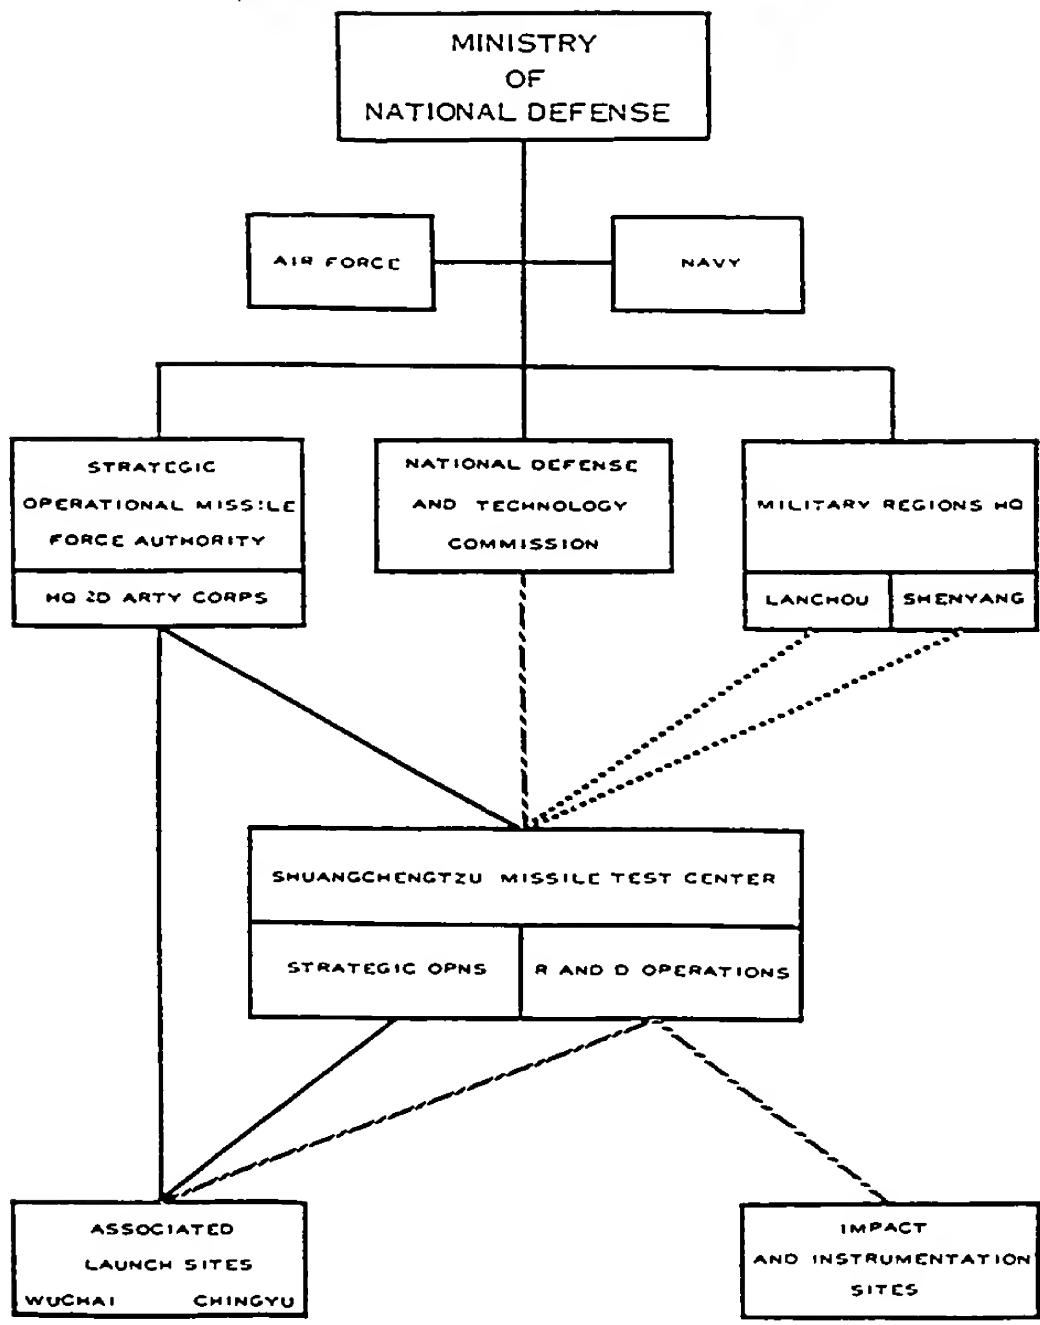 MINISTRY
OF
NATIONAL DEFENSE
AIR FORCE
NAVY
STRATEGIC
OPERATIONAL MISSILE
FORCE AUTHORITY
HQ 2D ARTY CORPS
NATIONAL DEFENSE
AND TECHNOLOGY
COMMISSION
MILITARY REGIONS HQ
LANCHOU
SHENYANG
SHUANGCHENGTZU MISSILE TEST CENTER
STRATEGIC OPNS
R AND D OPERATIONS
ASSOCIATED
LAUNCH SITES
WUCHAI CHINGYU
IMPACT
AND INSTRUMENTATION
SITES